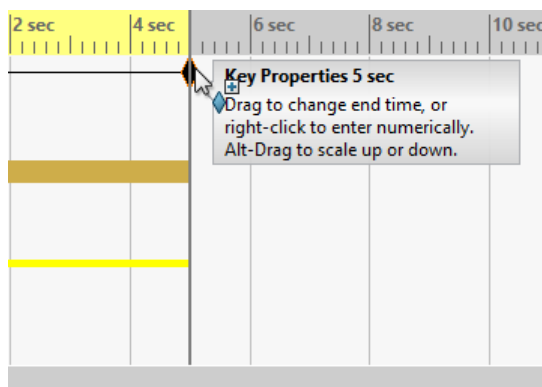 2 sec 4 sec 6 sec 8 sec 10 sec
Key Properties 5 sec
Drag to change end time, or
right-click to enter numerically.
Alt-Drag to scale up or down.